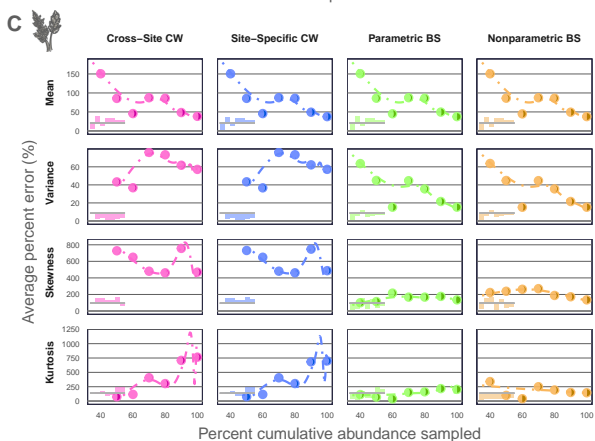 C
Cross-Site CW Site-Specific CW Parametric BS Nonparametric BS
Average percent error (%)
Mean
150
100
50
0
Variance
60
40
20
0
Skewness
800
600
400
200
0
Kurtosis
1250
1000
750
500
250
0
40 60 80 100 40 60 80 100 40 60 80 100 40 60 80 100
Percent cumulative abundance sampled